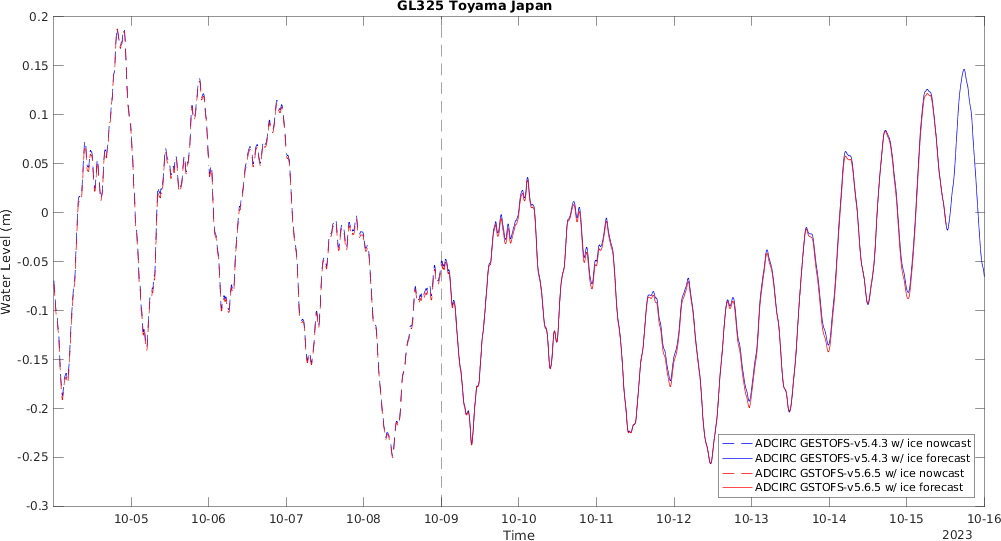 GL325 Toyama Japan
0.2
0.15
0.1
0.05
0
-0.05
-0.1
-0.15
-0.2
-0.25
-0.3
Water Level (m)
ADCIRC GESTOFS-v5.4.3 w/ ice nowcast
ADCIRC GESTOFS-v5.4.3 w/ ice forecast
ADCIRC GSTOFS-v5.6.5 w/ ice nowcast
ADCIRC GSTOFS-v5.6.5 w/ ice forecast
10-05 10-06 10-07 10-08 10-09 10-10 10-11 10-12 10-13 10-14 10-15 10-16
Time
2023